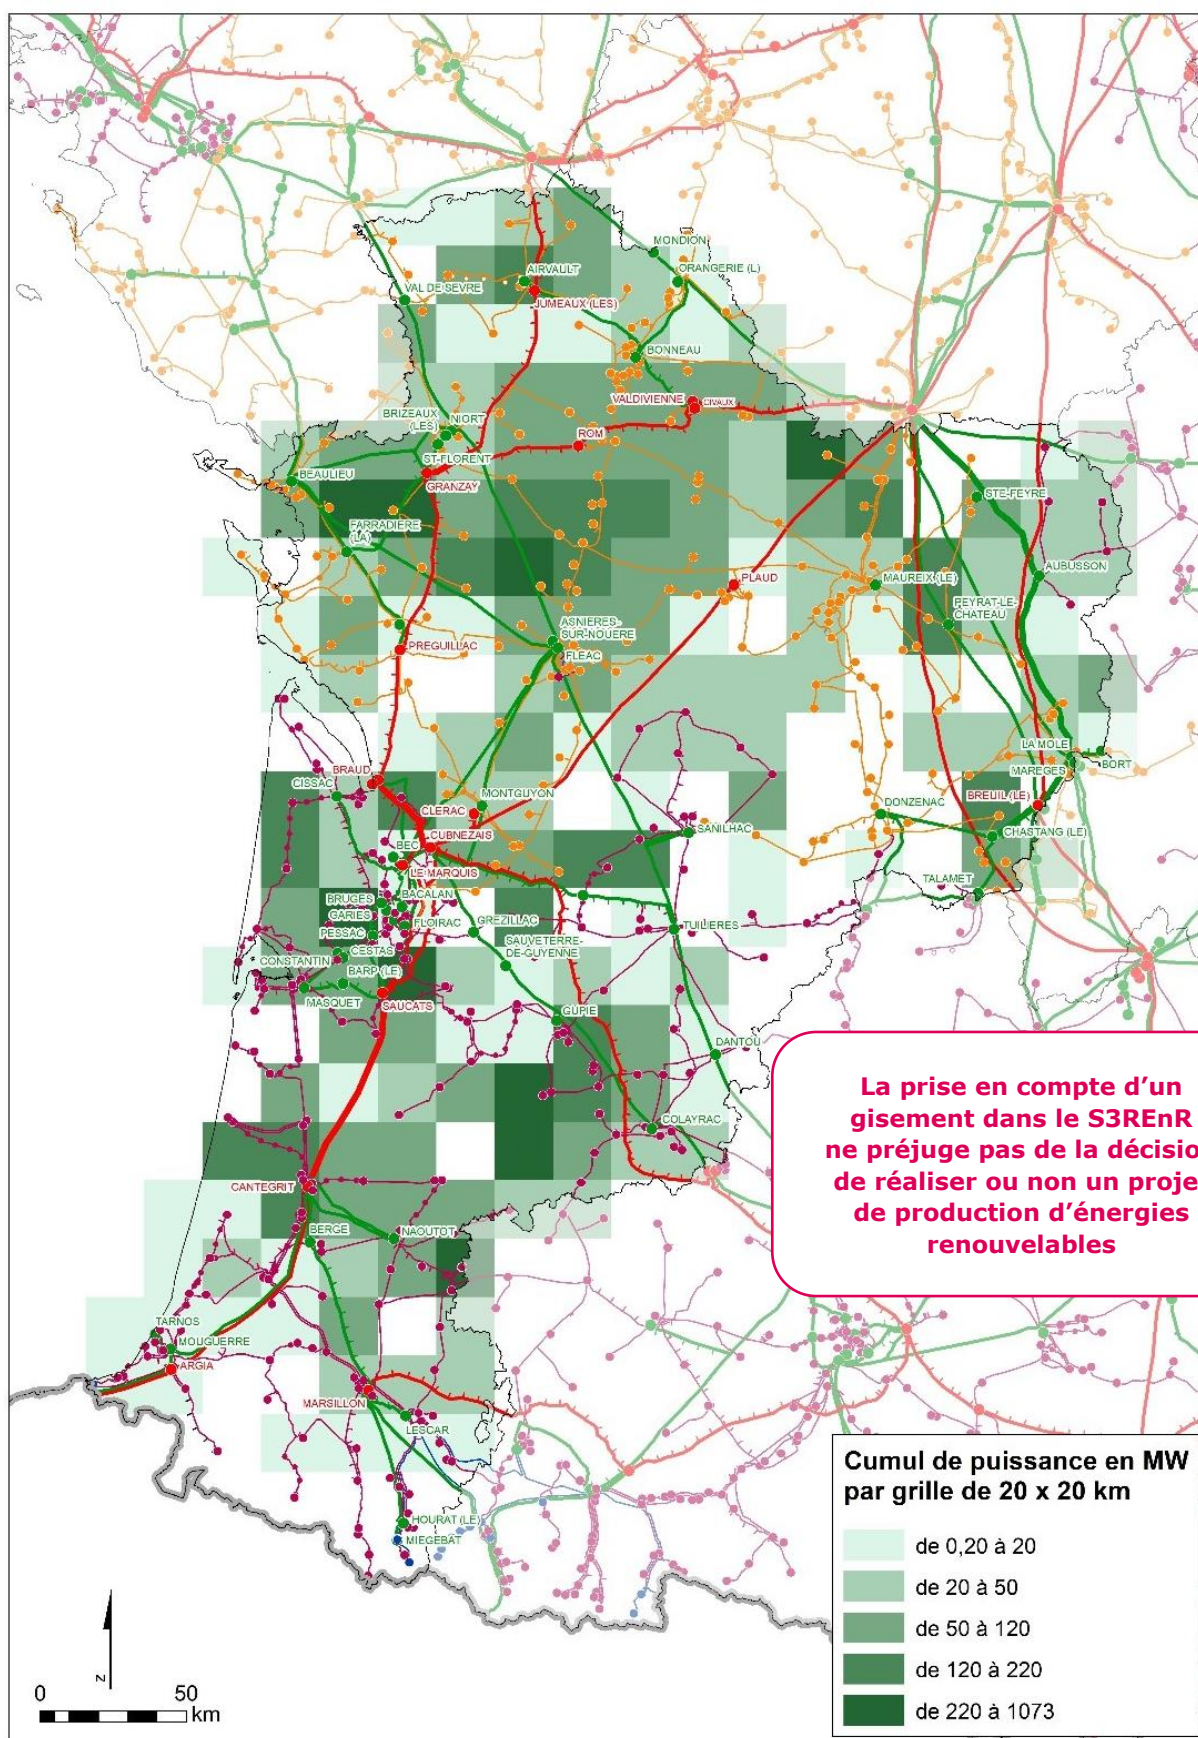 MONDION
AIRVAULT
ORANGERIE (L)
VAL DE SEVRE
JUMEAUX (LES)
BONNEAU
VALDIVIENNE
CIVAUX
BRIZEAUX
(LES)
NIORT
ROM
ST-FLORENT
BEAULIEU
GRANZAY
STE-FEYRE
FARRADIERE
(LA)
PLAUD
MAUREIX (LE)
AUBUSSON
PEYRAT-LE-
CHATEAU
ASNIERES-
SUR-NOUERE
PREGUILLAC
FLEAC
LA MOLE
BRAUD
MAREGES
BORT
CISSAC
CLERAC
MONTGUYON
DONZENAC
BREUIL (LE)
CUBNEZAIS
SANILHAC
CHASTANG (LE)
BEC
LE MARQUIS
TALAMET
BRUGES
BACALAN
GARIES
FLOIRAC
GREZILLAC
TUILIERES
PESSAC
SAUVETERRE-
DE-GUYENNE
CESTAS
CONSTANTIN
BARP (LE)
MASQUET
SAUCATS
GUPIE
DANTOU
COLAYRAC
La prise en compte d’un
gisement dans le S3REnR
ne préjuge pas de la décisio
de réaliser ou non un proje
de production d’énergies
renouvelables
CANTEGRIT
BERGE
NAOUTOT
TARNOS
MOUGUERRE
ARGIA
MARSILLON
LESCAR
HOURAT (LE)
MIEGEBAT
Cumul de puissance en MW
par grille de 20 x 20 km
de 0,20 à 20
de 20 à 50
de 50 à 120
de 120 à 220
de 220 à 1073
N
0 50
km